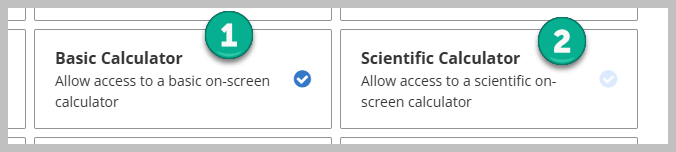 1
Basic Calculator
Allow access to a basic on-screen
calculator
2
Scientific Calculator
Allow access to a scientific on-
screen calculator